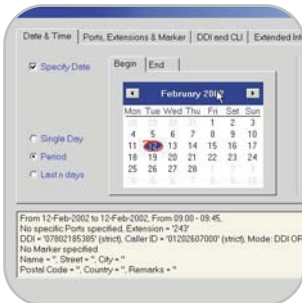 Date & Time Ports, Extensions & Marker DDI and CLI Extended In
Specify Date Begin End
February 2002
Mon Tue Wed Thu Fri Sat Sun
1 2 3
4 5 6 7 8 9 10
11 12 13 14 15 16 17
18 19 20 21 22 23 24
25 26 27 28
Single Day
Period
Last n days
From 12-Feb-2002 to 12-Feb-2002, From 09:00 - 09:45,
No specific Ports specified, Extension = '243'
DDI = '07802185385' (strict), Caller ID = '01202607000' (strict), Mode: DDI OR
No Marker specified
Name = '', Street = '', City = ''
Postal Code = '', Country = '', Remarks = ''